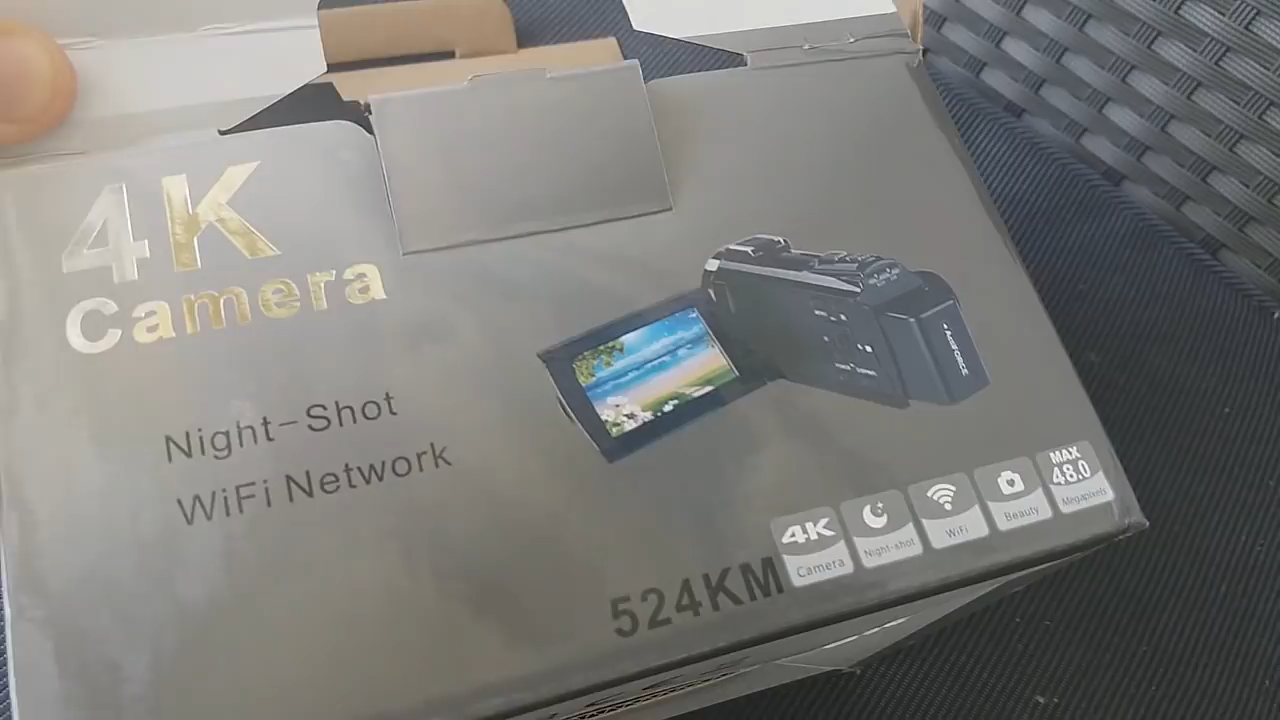 4K
Camera
Night-Shot
WiFi Network
524KM
4K
Camera
Night-shot
WiFi
Beauty
MAX
48.0
Megapixels